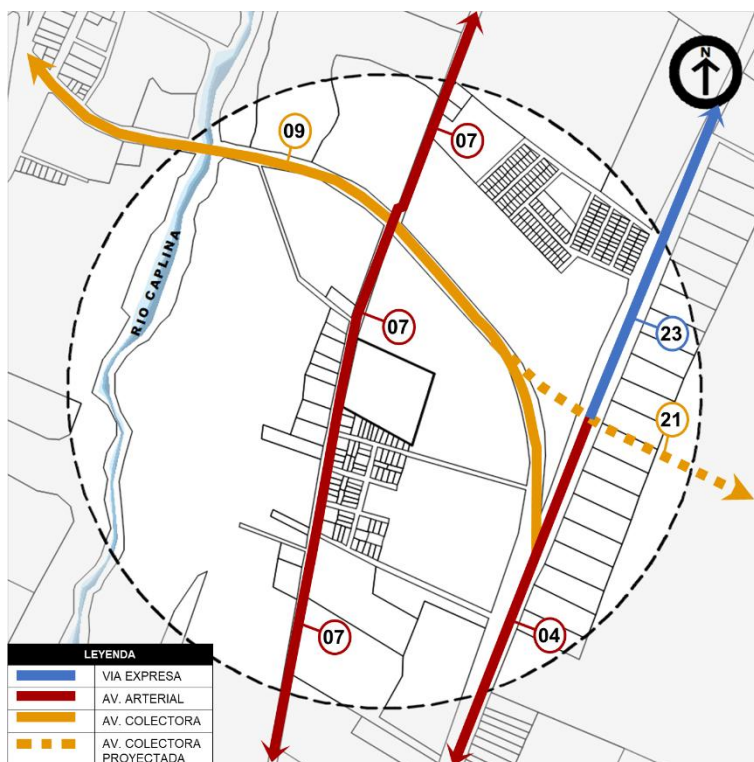 N
09
07
RIO CAPLINA
07
23
21
07
04
LEYENDA
VIA EXPRESA
AV. ARTERIAL
AV. COLECTORA
AV. COLECTORA
PROYECTADA